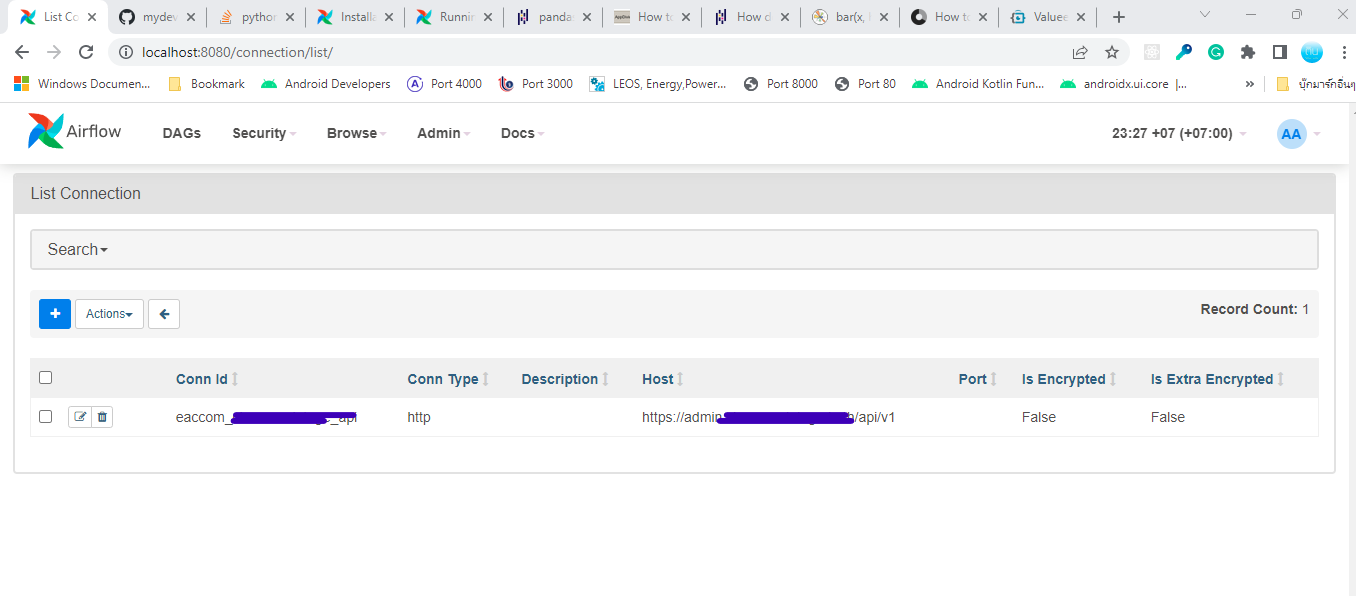 List Co
mydev
python
Installa
Runnin
panda
How to
How d
bar(x, h
How to
Valuee
localhost:8080/connection/list/
Windows Documen...
Bookmark
Android Developers
Port 4000
Port 3000
LEOS, Energy,Power...
Port 8000
Port 80
Android Kotlin Fun...
androidx.ui.core |...
»
บุ๊กมาร์กอื่นๆ
Airflow
DAGs
Security
Browse
Admin
Docs
23:27 +07 (+07:00)
AA
List Connection
Search
+
Actions
Record Count: 1
Conn Id
Conn Type
Description
Host
Port
Is Encrypted
Is Extra Encrypted
eaccom_ _api
http
https://admin /api/v1
False
False